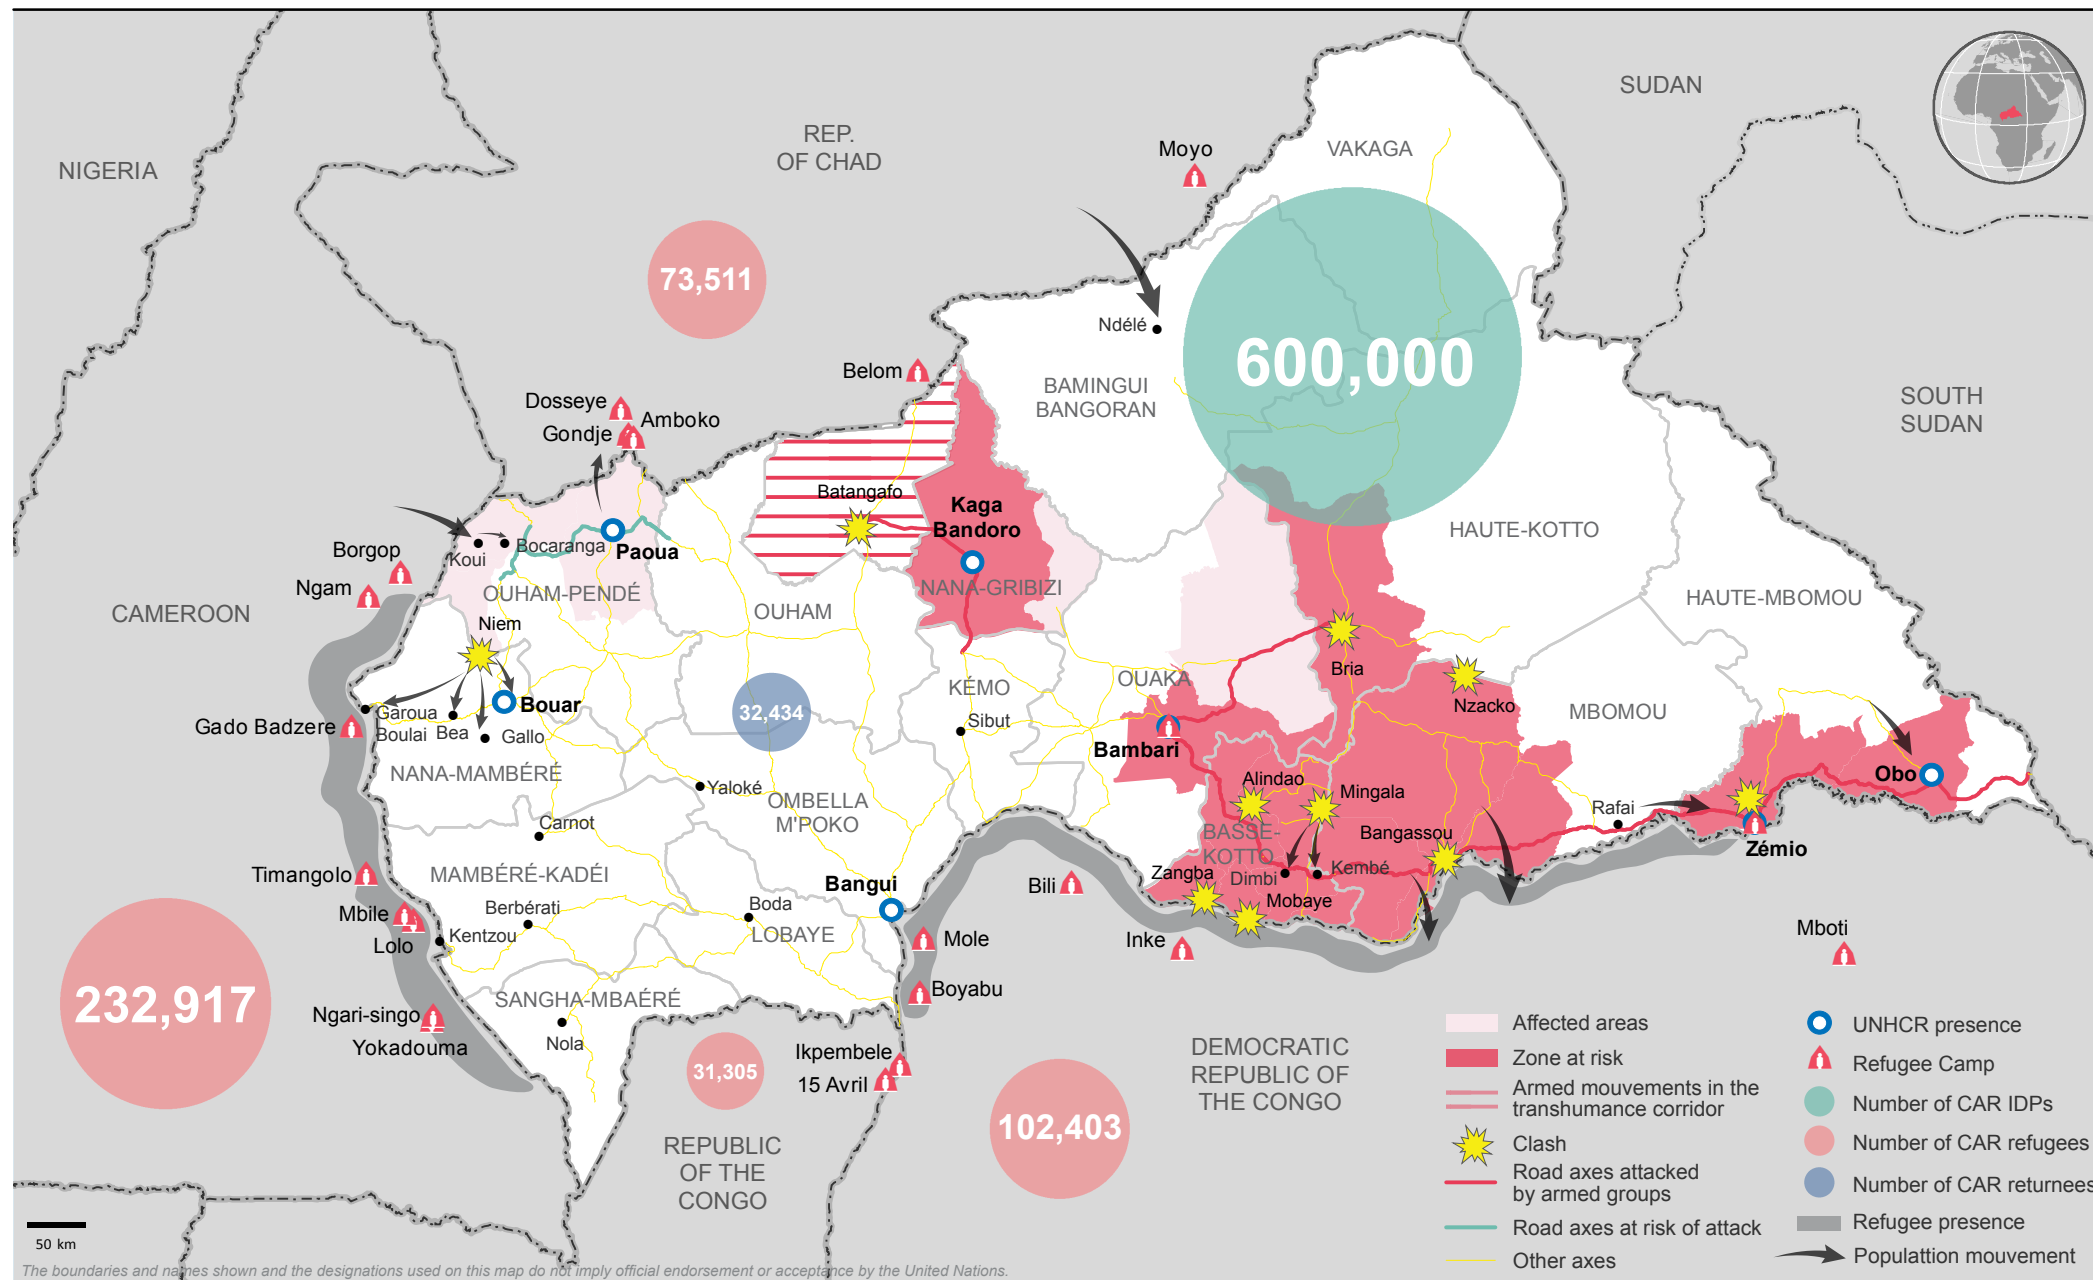 SUDAN
NIGERIA
REP.
OF CHAD
Moyo
VAKAGA
73,511
Ndélé
600,000
Belom
BAMINGUI
BANGORAN
SOUTH
SUDAN
Dosseye
Amboko
Gondje
Batangafo
Kaga
Bandoro
HAUTE-KOTTO
Borgop
Koui
Bocaranga
Paoua
Ngam
OUHAM-PENDÉ
NANA-GRIBIZI
CAMEROON
OUHAM
HAUTE-MBOMOU
Niem
Bria
OUAKA
KÉMO
Nzacko
Bouar
32,434
Gado Badzere
Garoua
Boulai
Bea
Gallo
Sibut
MBOMOU
Bambari
NANA-MAMBÉRÉ
Yaloké
Alindao
Mingala
Obo
OMBELLA
M'POKO
Rafai
Carnot
BASSE-
KOTTO
Bangassou
Zémio
Timangolo
MAMBÉRÉ-KADÉI
Bangui
Bili
Zangba
Dimbi
Kembé
Mbile
Berbérati
Boda
Mobaye
Lolo
Kentzou
LOBAYE
Mole
Inke
Mboti
232,917
SANGHA-MBAÉRÉ
Boyabu
Ngari-singo
Yokadouma
Nola
Ikpembele
15 Avril
31,305
102,403
DEMOCRATIC
REPUBLIC OF
THE CONGO
REPUBLIC
OF THE
CONGO
Affected areas
Zone at risk
Armed mouvements in the
transhumance corridor
Clash
Road axes attacked
by armed groups
Road axes at risk of attack
Other axes
UNHCR presence
Refugee Camp
Number of CAR IDPs
Number of CAR refugees
Number of CAR returnees
Refugee presence
Populattion mouvement
50 km
The boundaries and names shown and the designations used on this map do not imply official endorsement or acceptance by the United Nations.